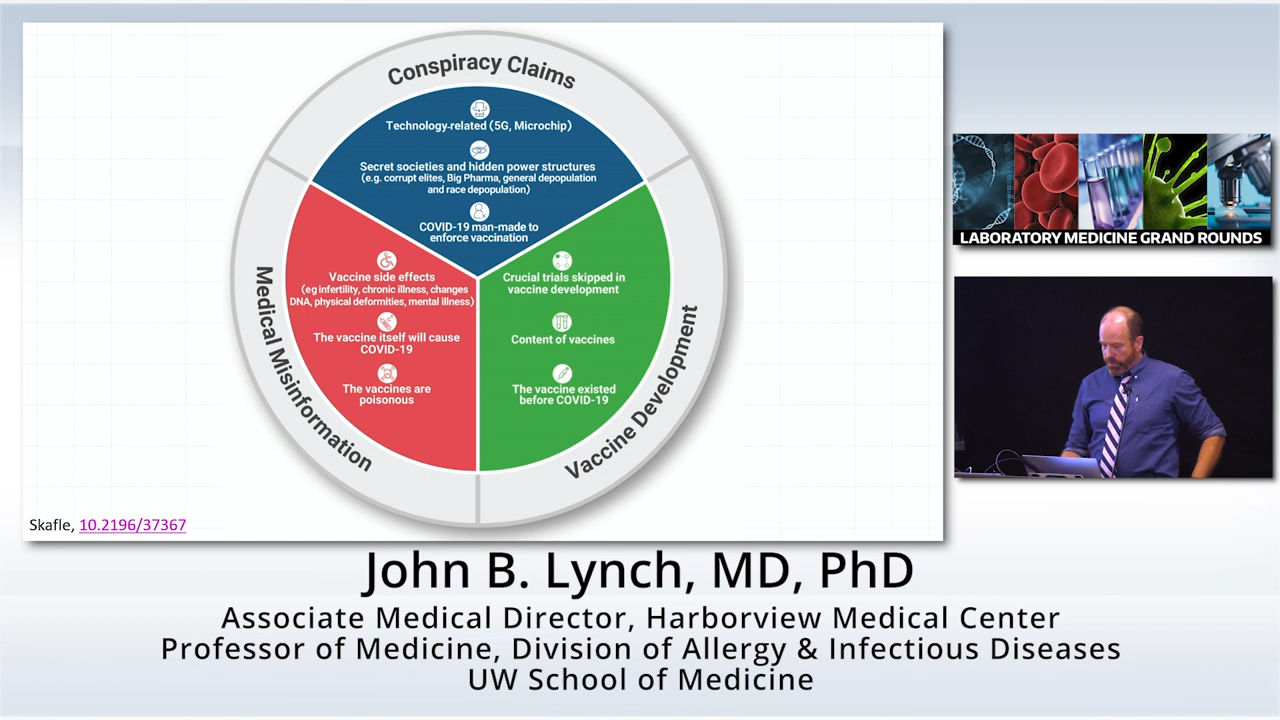 Conspiracy Claims
Technology-related (5G, Microchip)
Secret societies and hidden power structures
(e.g. corrupt elites, Big Pharma, general depopulation
and race depopulation)
COVID-19 man-made to
enforce vaccination
Medical Misinformation
Vaccine side effects
(eg infertility, chronic illness, changes
DNA, physical deformities, mental illness)
The vaccine itself will cause
COVID-19
The vaccines are
poisonous
Vaccine Development
Crucial trials skipped in
vaccine development
Content of vaccines
The vaccine existed
before COVID-19
Skafle, 10.2196/37367
LABORATORY MEDICINE GRAND ROUNDS
John B. Lynch, MD, PhD
Associate Medical Director, Harborview Medical Center
Professor of Medicine, Division of Allergy & Infectious Diseases
UW School of Medicine